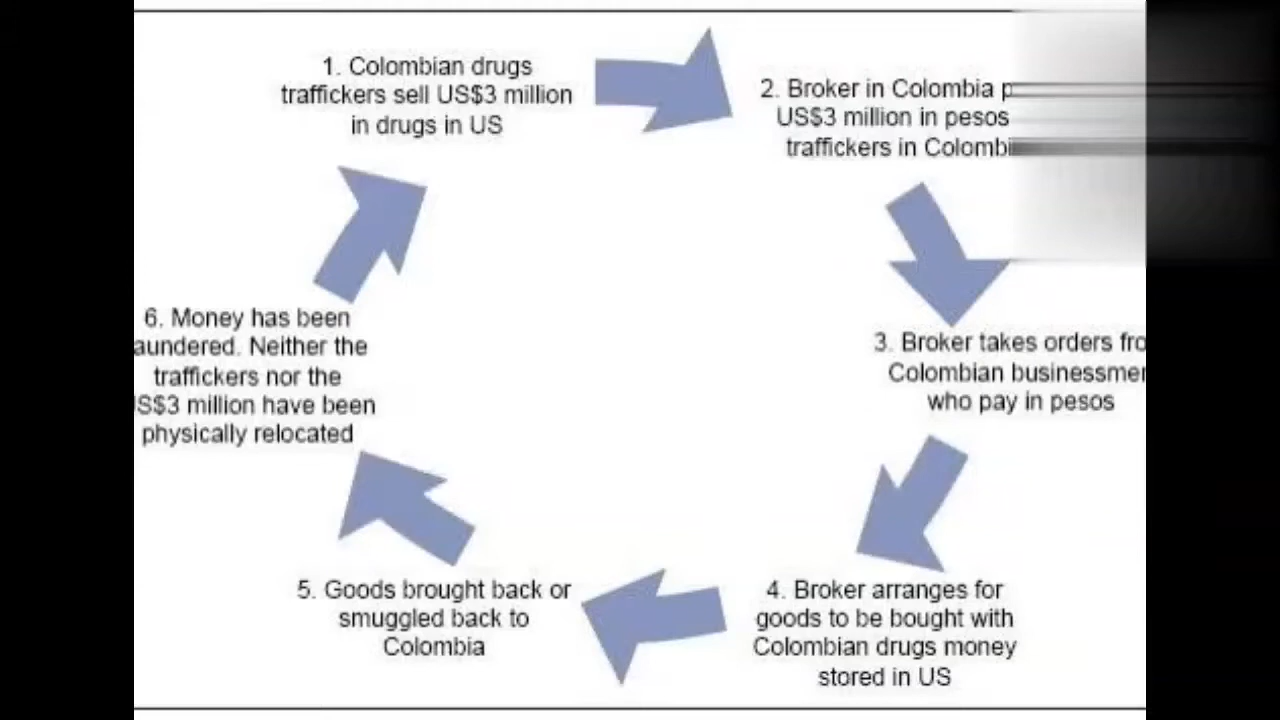 1. Colombian drugs
traffickers sell US$3 million
in drugs in US
2. Broker in Colombia
US$3 million in pesos
traffickers in
3. Broker takes orders
Colombian
who pay in pesos
4. Broker arranges for
goods to be bought with
Colombian drugs money
stored in US
5. Goods brought back or
smuggled back to
Colombia
6. Money has been
Neither the
traffickers nor the
million have been
physically relocated